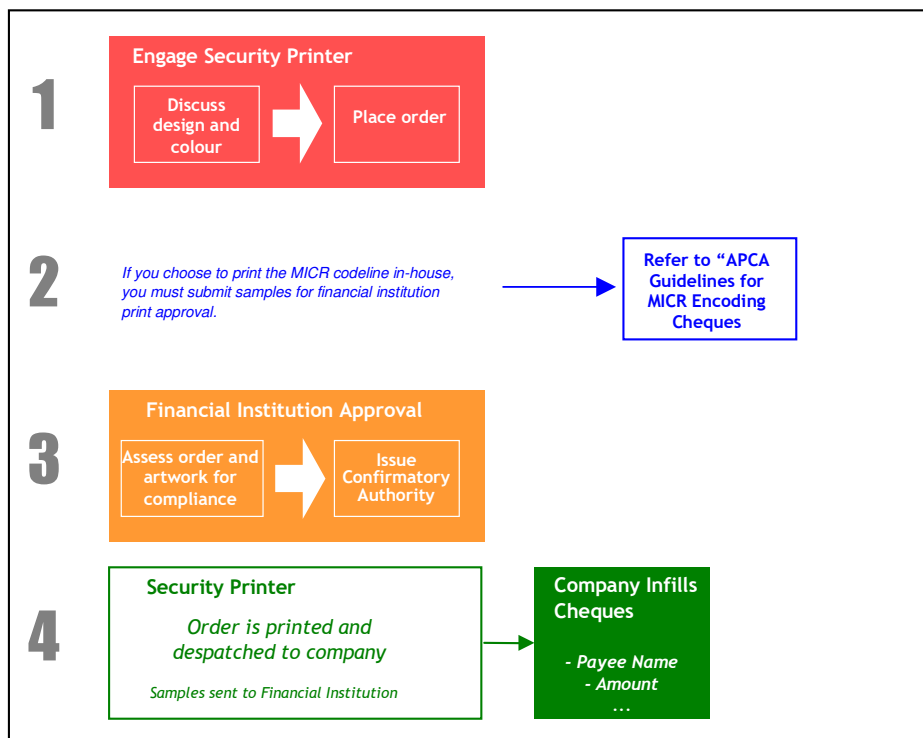 1
Engage Security Printer
Discuss
design and
colour
Place order
2
If you choose to print the MICR codeline in-house,
you must submit samples for financial institution
print approval.
Refer to “APCA
Guidelines for
MICR Encoding
Cheques
3
Financial Institution Approval
Assess order and
artwork for
compliance
Issue
Confirmatory
Authority
4
Security Printer
Order is printed and
despatched to company
Samples sent to Financial Institution
Company Infills
Cheques
- Payee Name
- Amount
...